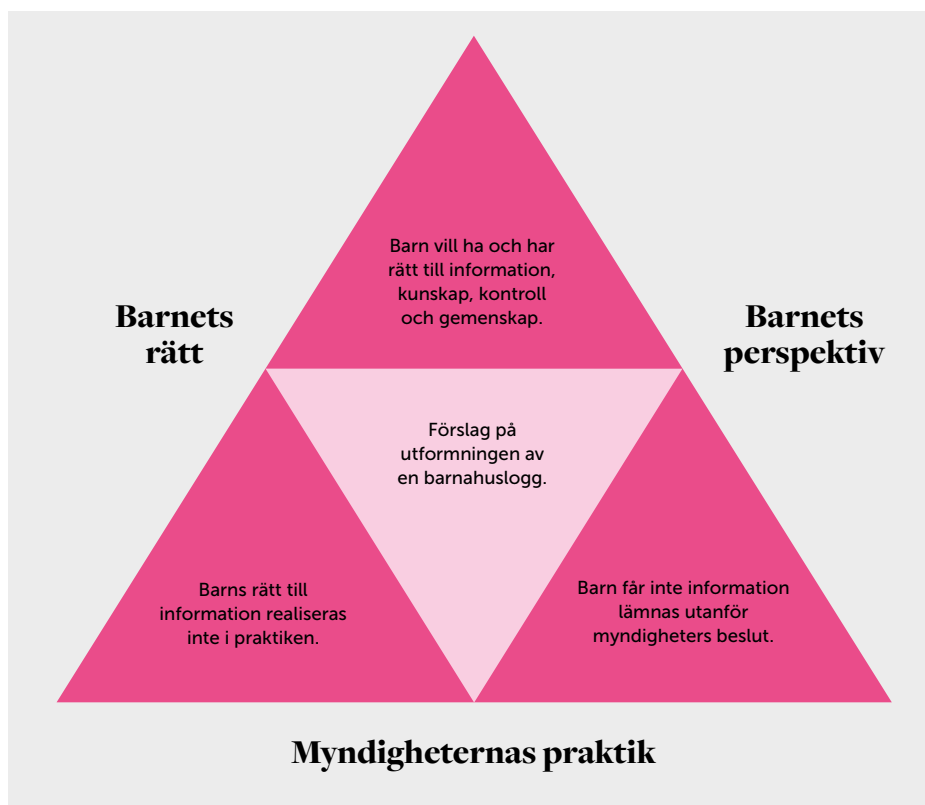 Barn vill ha och har
rätt till information,
kunskap, kontroll
och gemenskap.
Barnets
rätt
Barnets
perspektiv
Förslag på
utformningen av
en barnahuslogg.
Barns rätt till
information realiseras
inte i praktiken.
Barn får inte information
lämnas utanför
myndigheters beslut.
Myndigheternas praktik